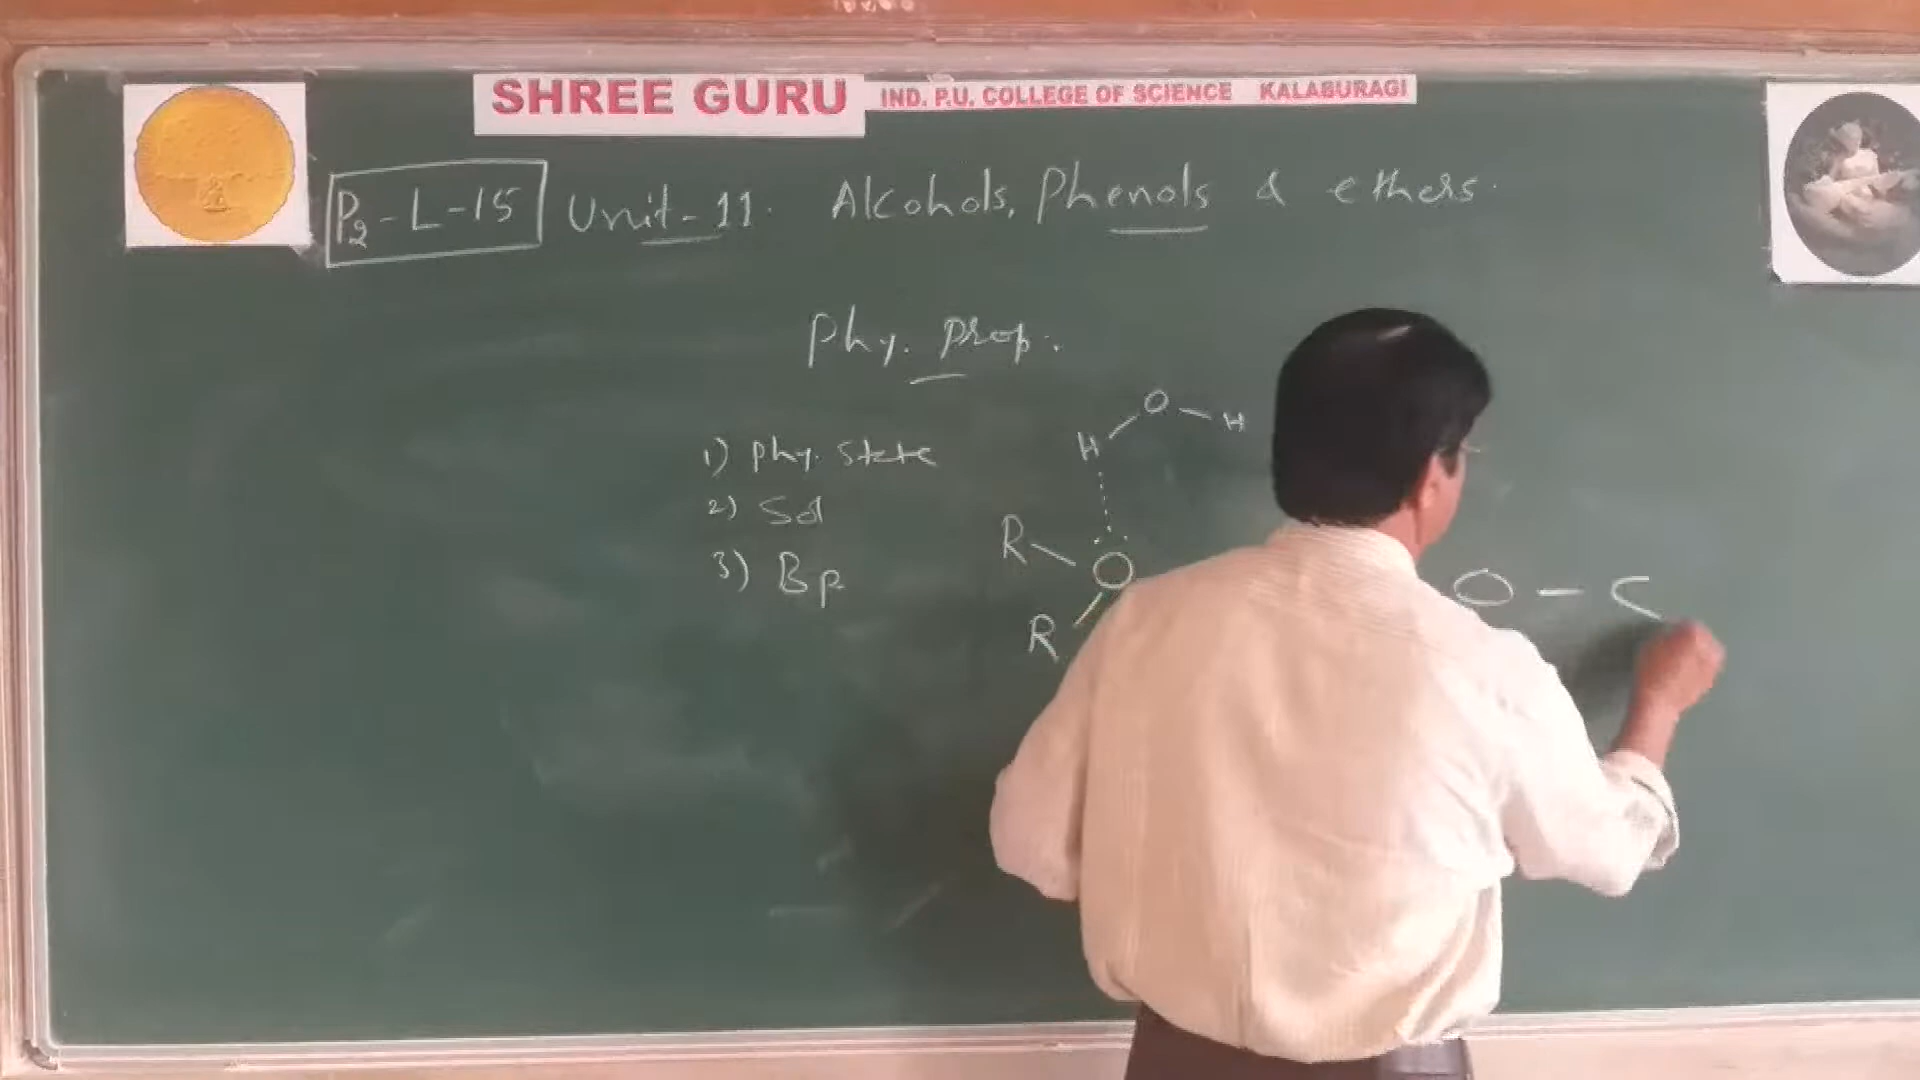 SHREE GURU IND. P.U. COLLEGE OF SCIENCE KALABURAGI
P2-L-15 Unit-11. Alcohols, Phenols & ethers.
Phy. Prop.
1) Phy. State
2) Sol
3) Bp
H-O-H
R
O
R
O - C